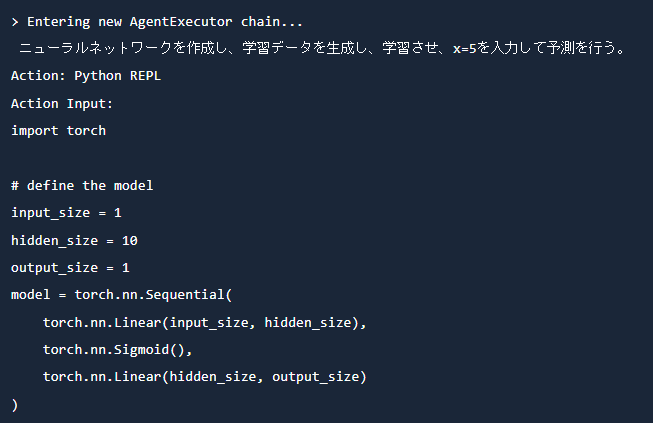 > Entering new AgentExecutor chain...
ニューラルネットワークを作成し、学習データを生成し、学習させ、x=5を入力して予測を行う。
Action: Python REPL
Action Input:
import torch

# define the model
input_size = 1
hidden_size = 10
output_size = 1
model = torch.nn.Sequential(
    torch.nn.Linear(input_size, hidden_size),
    torch.nn.Sigmoid(),
    torch.nn.Linear(hidden_size, output_size)
)